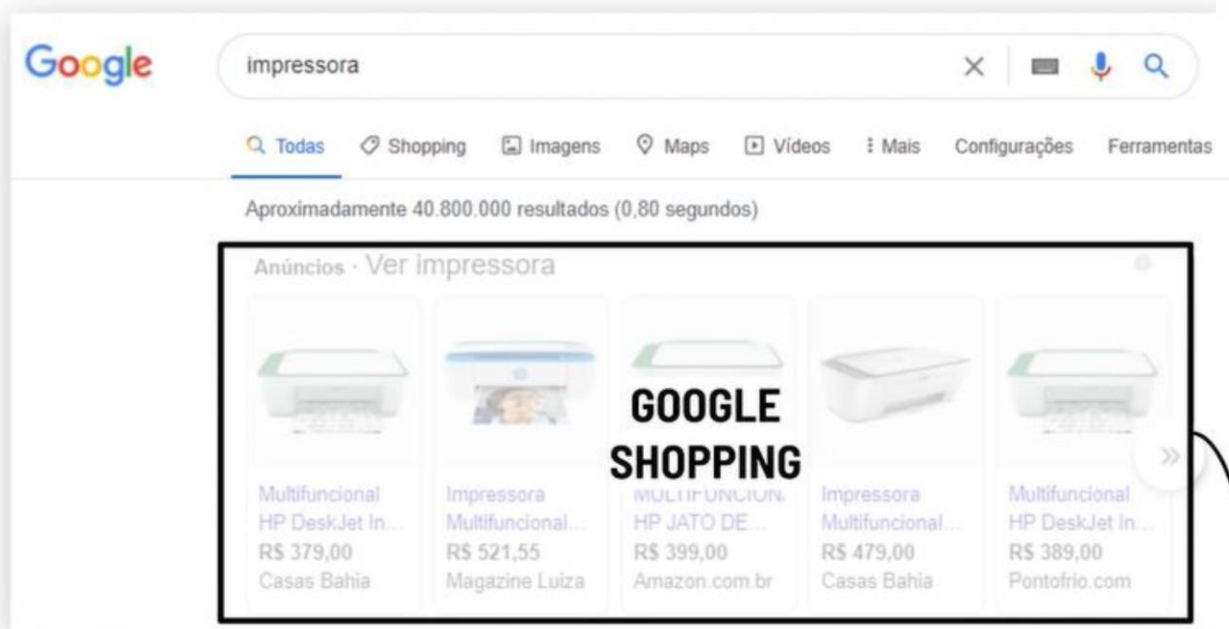 Google
impressora
Todas Shopping Imagens Maps Vídeos Mais Configurações Ferramentas
Aproximadamente 40.800.000 resultados (0,80 segundos)
Anúncios · Ver impressora
GOOGLE
SHOPPING
Multifuncional
HP DeskJet In...
R$ 379,00
Casas Bahia
Impressora
Multifuncional...
R$ 521,55
Magazine Luiza
HP JATO DE...
R$ 399,00
Amazon.com.br
Impressora
Multifuncional...
R$ 479,00
Casas Bahia
Multifuncional
HP DeskJet In...
R$ 389,00
Pontofrio.com